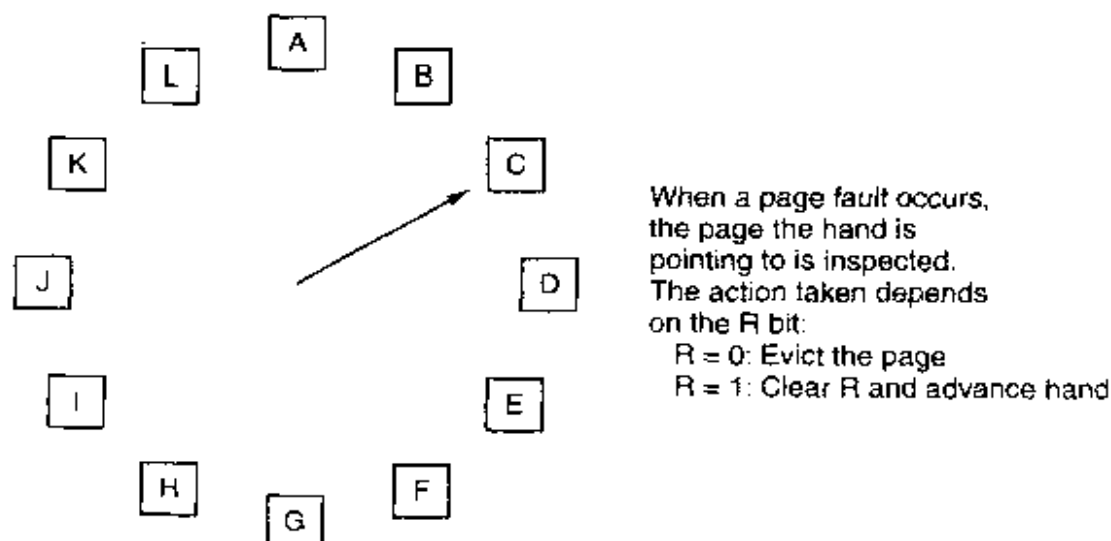 A
L
B
K
C
When a page fault occurs,
the page the hand is
pointing to is inspected.
J
D
The action taken depends
on the R bit:
R = 0: Evict the page
I
E
R = 1: Clear R and advance hand
H
F
G